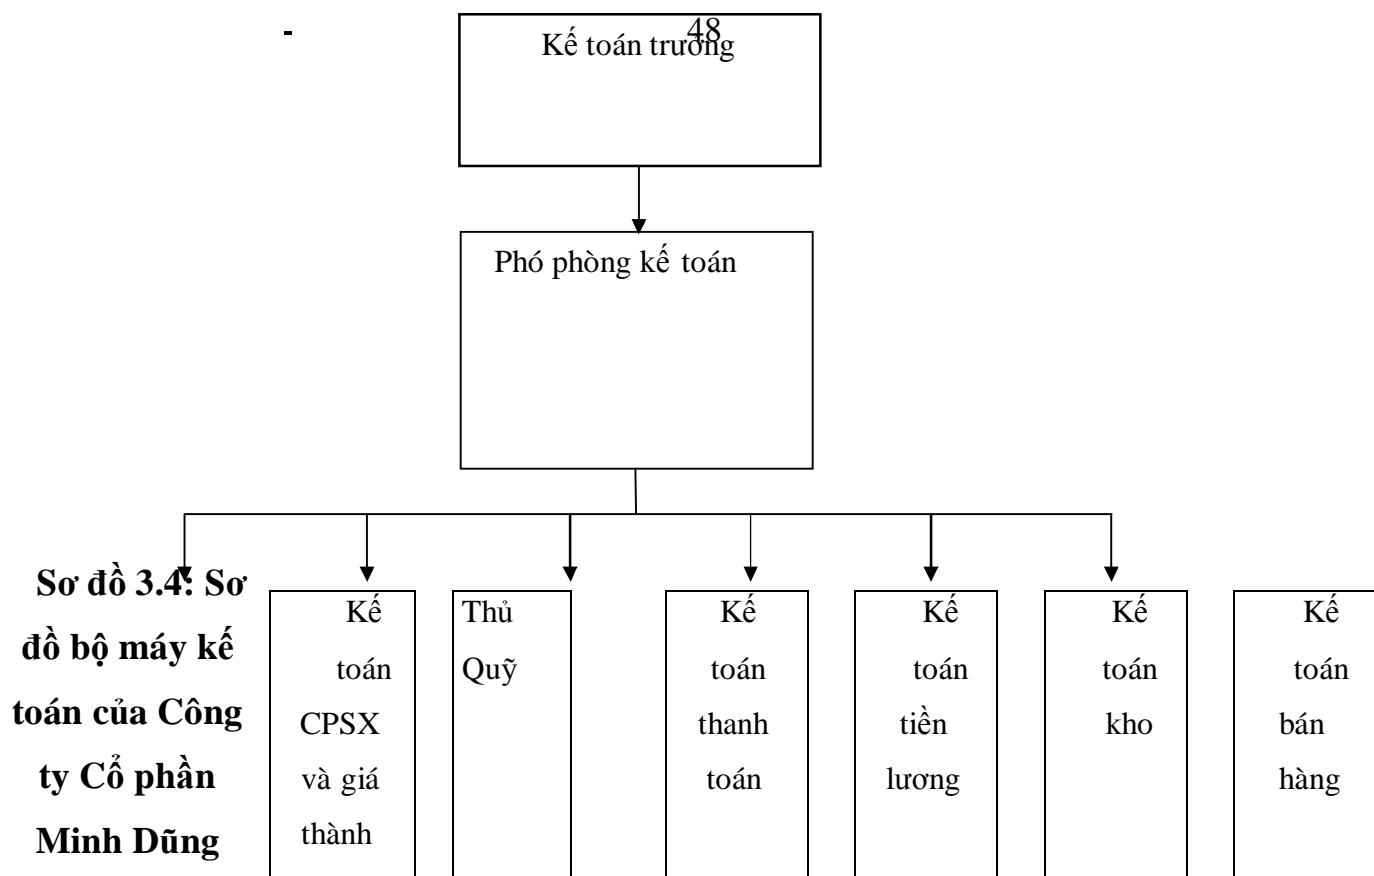 -
48
Kế toán trưởng
Phó phòng kế toán
Sơ đồ 3.4: Sơ
đồ bộ máy kế
toán của Công
ty Cổ phần
Minh Dũng
Kế
toán
CPSX
và giá
thành
Thủ
Quỹ
Kế
toán
thanh
toán
Kế
toán
tiền
lương
Kế
toán
kho
Kế
toán
bán
hàng